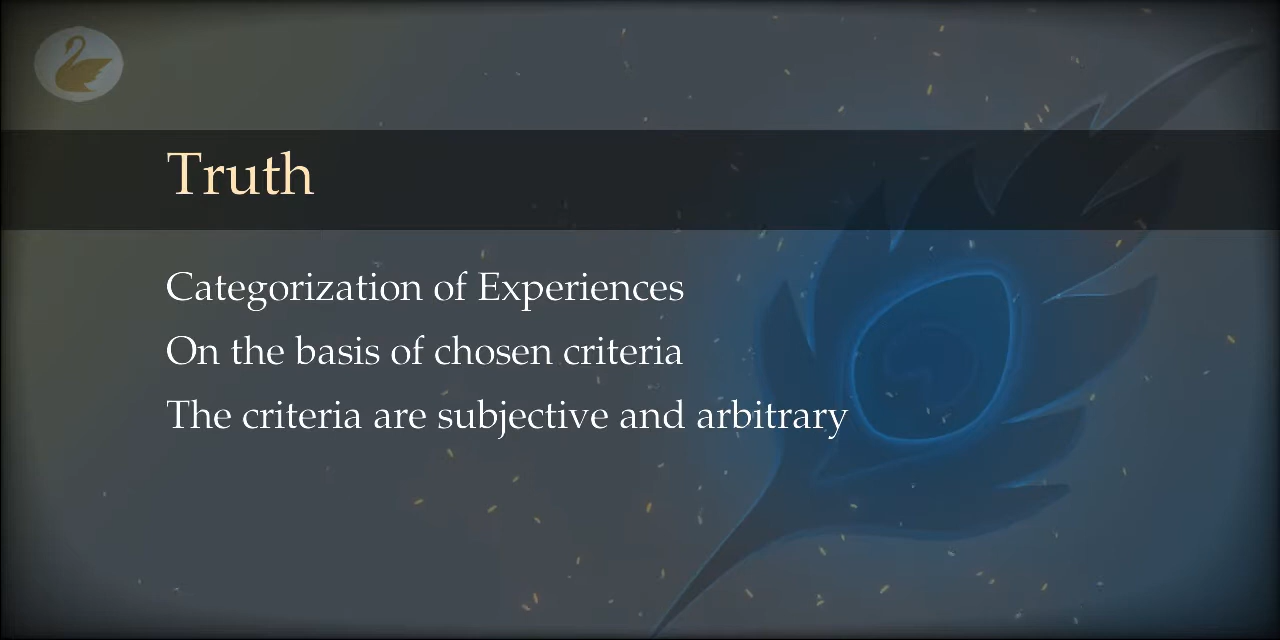 Truth
Categorization of Experiences
On the basis of chosen criteria
The criteria are subjective and arbitrary